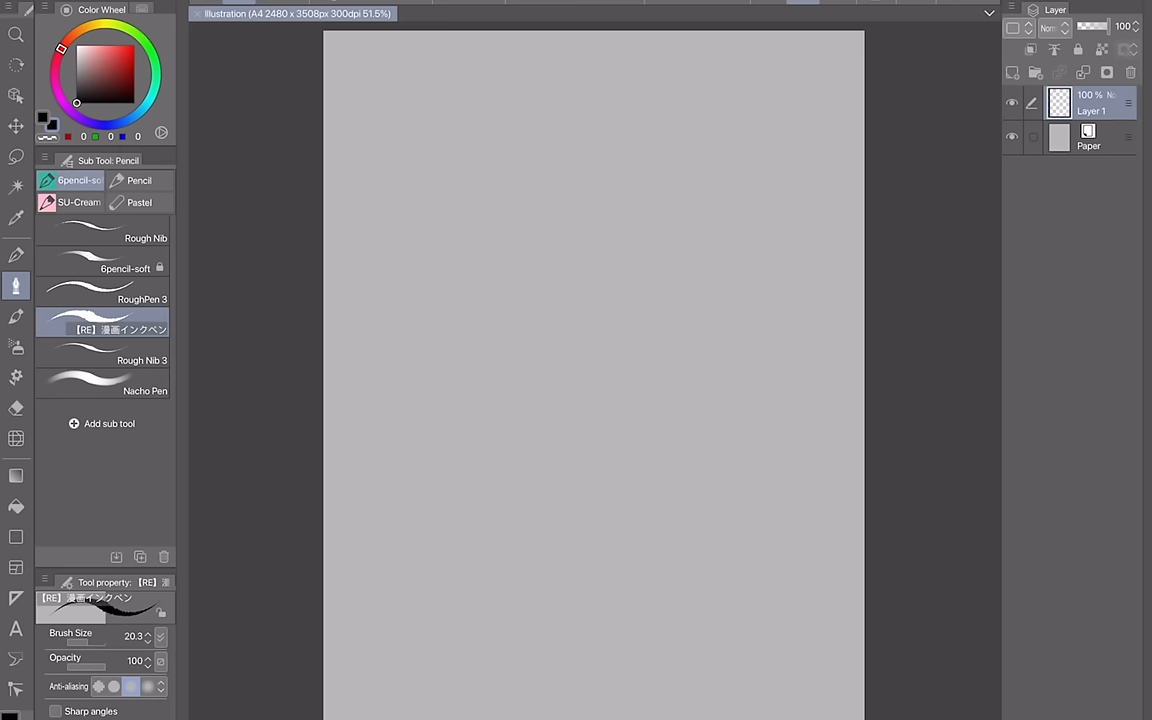 Color Wheel
0 0 0
Sub Tool: Pencil
6pencil-so Pencil
SU-Cream Pastel
Rough Nib
6pencil-soft
RoughPen 3
【RE】漫画インクペン
Rough Nib 3
Nacho Pen
Add sub tool
Tool property: 【RE】漫
【RE】漫画インクペン
Brush Size 20.3
Opacity 100
Anti-aliasing
Sharp angles
A
Illustration (A4 2480 x 3508px 300dpi 51.5%)
Layer
Norr 100
100 % No
Layer 1
Paper